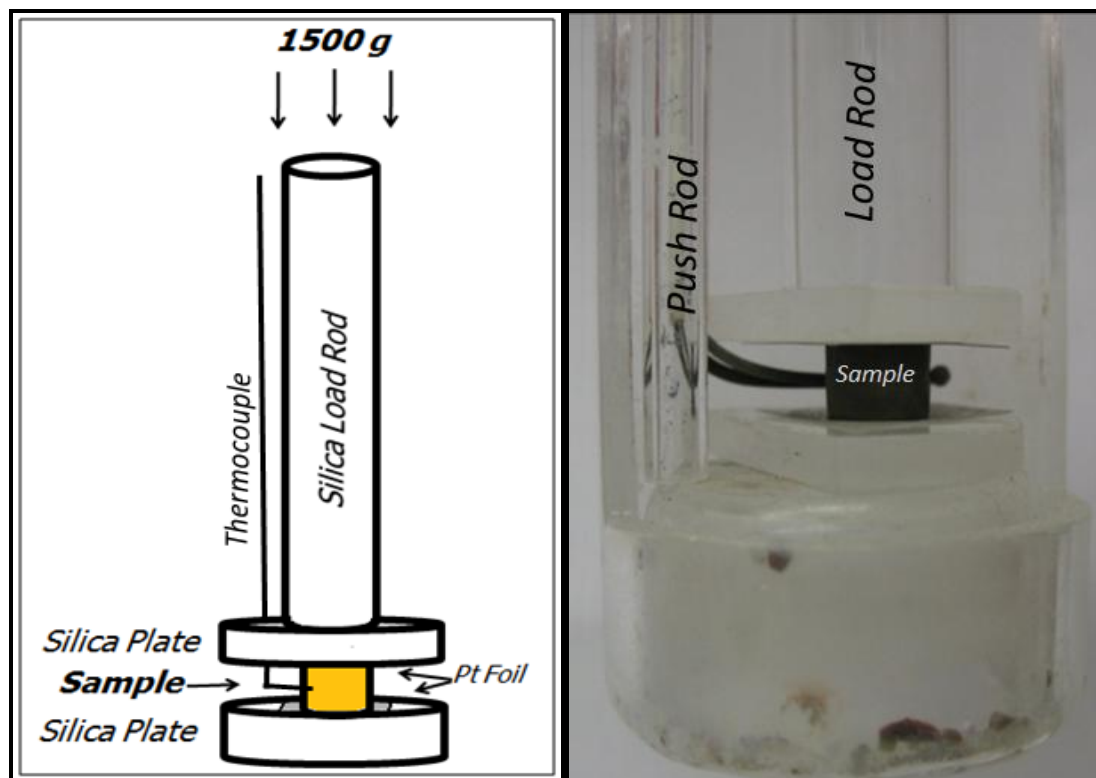 1500 g
Silica Load Rod
Thermocouple
Silica Plate
Sample
Pt Foil
Silica Plate
Push Rod
Load Rod
Sample